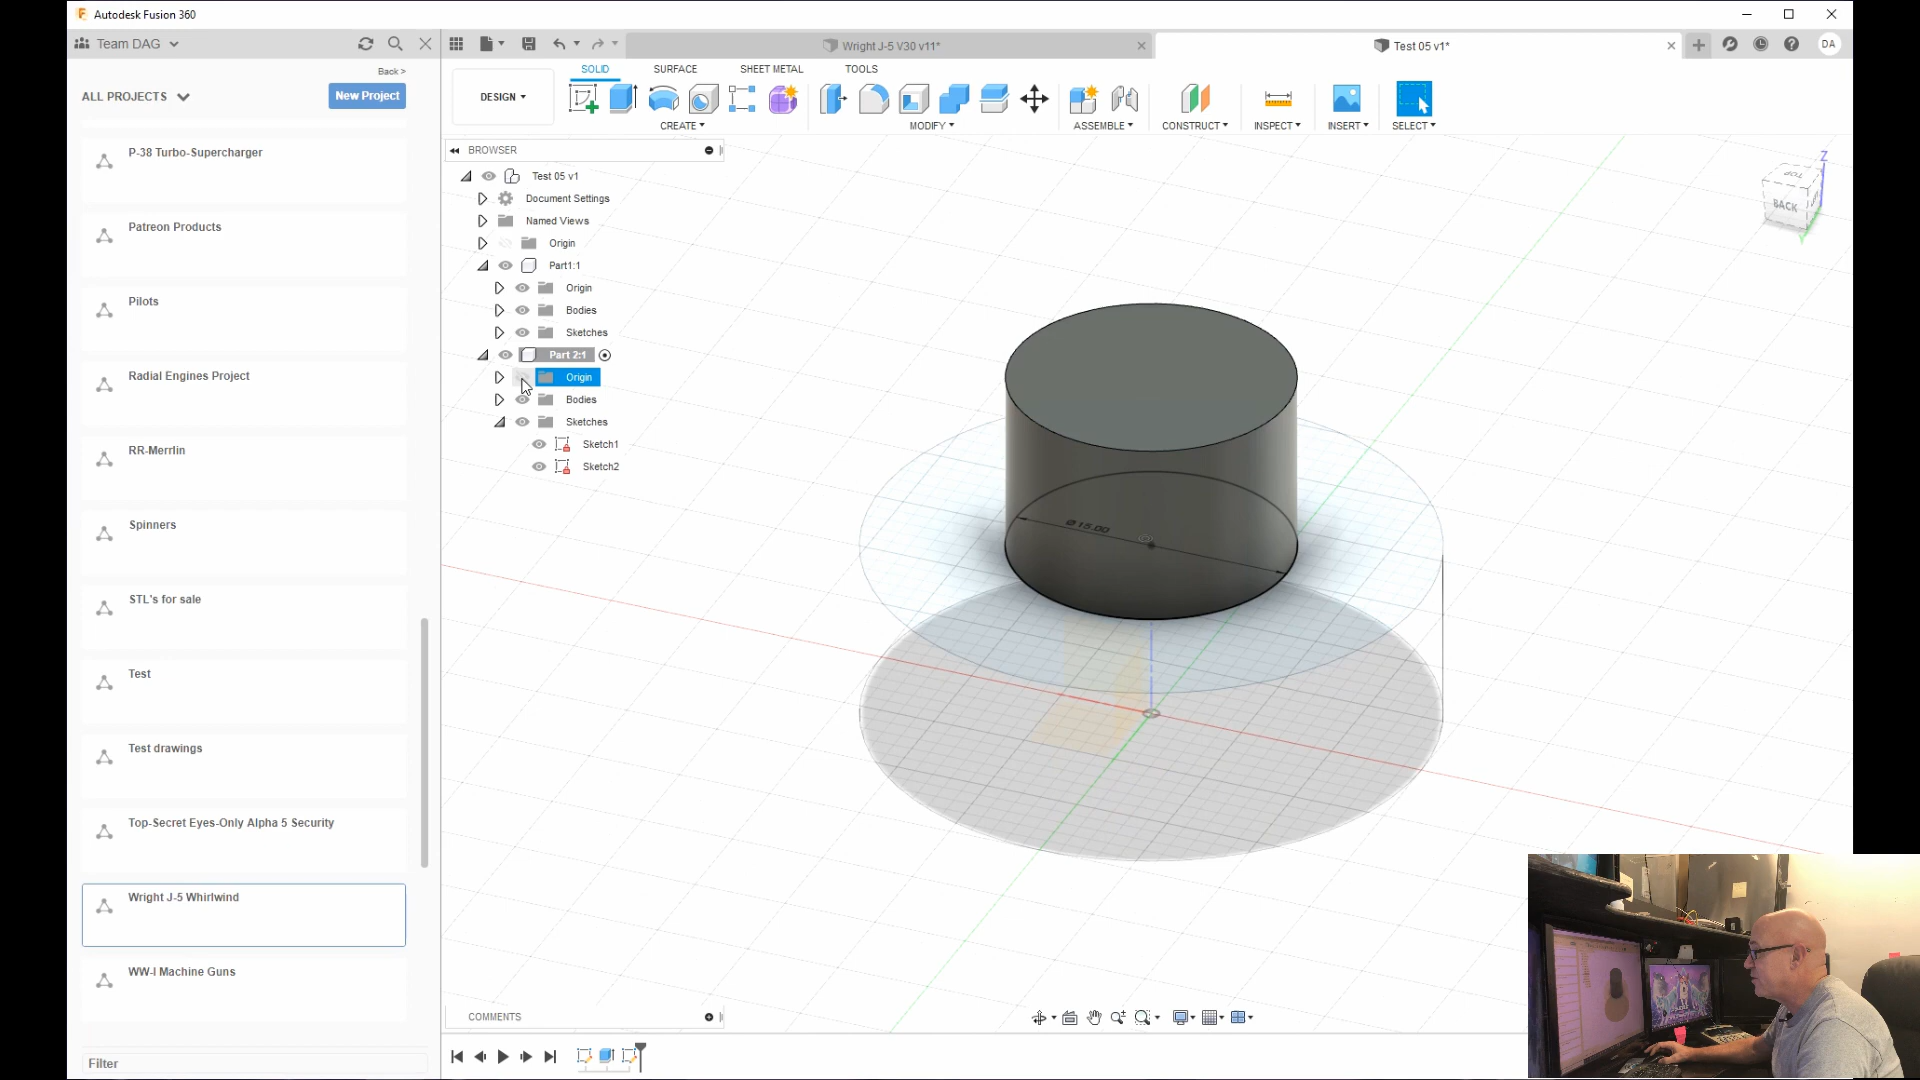 Autodesk Fusion 360
Team DAG
Wright J-5 V30 v11*
Test 05 v1*
DA
Back >
ALL PROJECTS
New Project
P-38 Turbo-Supercharger
Patreon Products
Pilots
Radial Engines Project
RR-Merrlin
Spinners
STL's for sale
Test
Test drawings
Top-Secret Eyes-Only Alpha 5 Security
Wright J-5 Whirlwind
WW-I Machine Guns
Filter
DESIGN
SOLID
SURFACE
SHEET METAL
TOOLS
CREATE
MODIFY
ASSEMBLE
CONSTRUCT
INSPECT
INSERT
SELECT
BROWSER
Test 05 v1
Document Settings
Named Views
Origin
Part1:1
Origin
Bodies
Sketches
Part 2:1
Origin
Bodies
Sketches
Sketch1
Sketch2
Ø15.00
Z
TOP
BACK
Y
COMMENTS